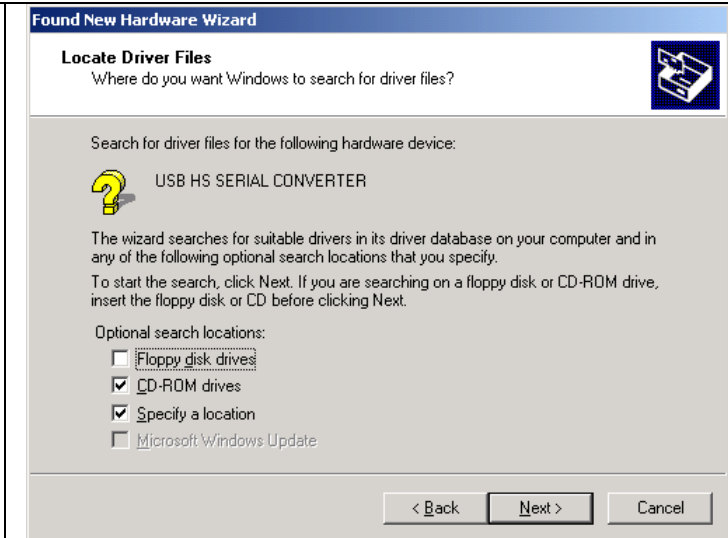 Found New Hardware Wizard
Locate Driver Files
Where do you want Windows to search for driver files?
Search for driver files for the following hardware device:
USB HS SERIAL CONVERTER
The wizard searches for suitable drivers in its driver database on your computer and in
any of the following optional search locations that you specify.
To start the search, click Next. If you are searching on a floppy disk or CD-ROM drive,
insert the floppy disk or CD before clicking Next.
Optional search locations:
Floppy disk drives
CD-ROM drives
Specify a location
Microsoft Windows Update
< Back Next > Cancel